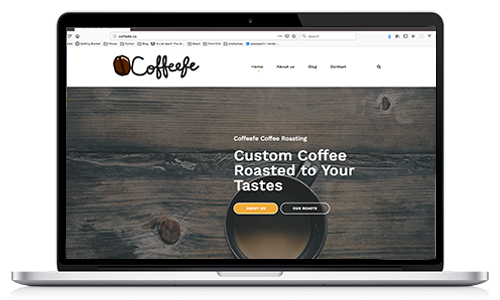 coffeefe.co
Search
Getting Started
Coffeefe
Home About us Blog Contact
Coffeefe Coffee Roasting
Custom Coffee
Roasted to Your
Tastes
ABOUT US OUR ROASTS